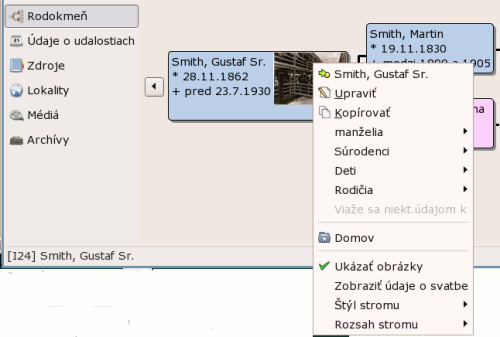 Rodokmeň
Údaje o udalostiach
Zdroje
Lokality
Médiá
Archívy
Smith, Gustaf Sr.
* 28.11.1862
+ pred 23.7.1930
Smith, Martin
* 19.11.1830
+ medzi 1899 a 1905
na
Smith, Gustaf Sr.
Upraviť
Kopírovať
manželia
Súrodenci
Deti
Rodičia
Viaže sa niekt.údajom k
Domov
Ukázať obrázky
Zobraziť údaje o svatbe
Štýl stromu
Rozsah stromu
[I24] Smith, Gustaf Sr.